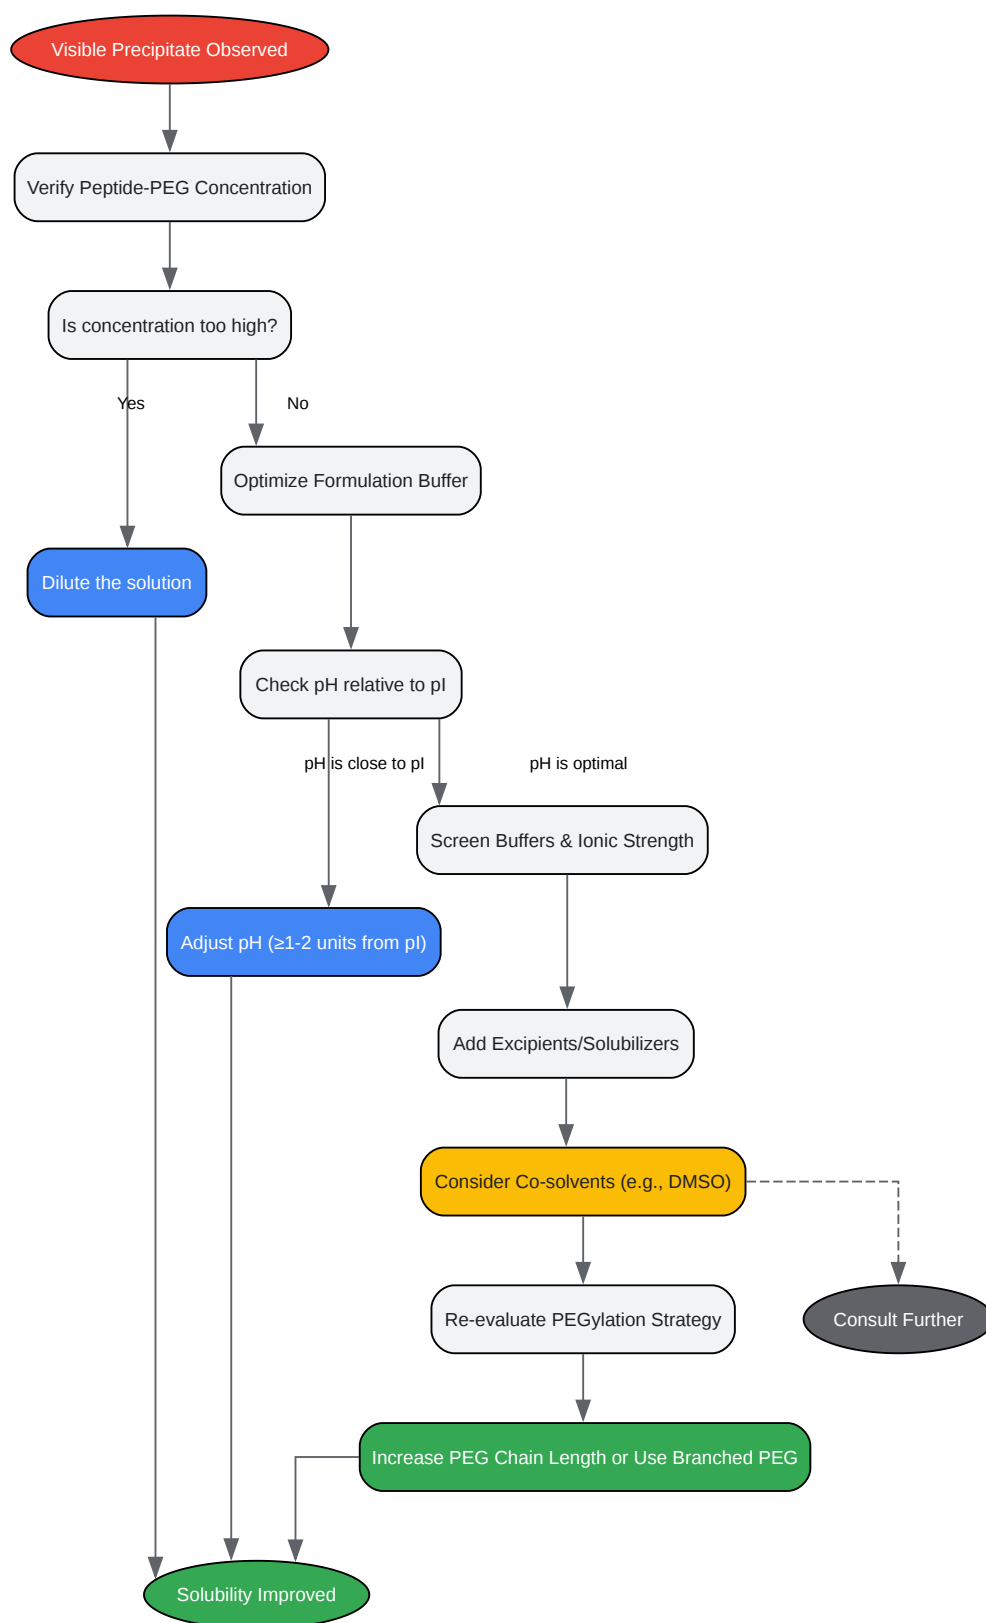 Visible Precipitate Observed
Verify Peptide-PEG Concentration
Is concentration too high?
Yes
No
Optimize Formulation Buffer
Dilute the solution
Check pH relative to pI
pH is close to pI
pH is optimal
Screen Buffers & Ionic Strength
Adjust pH (≥1-2 units from pI)
Add Excipients/Solubilizers
Consider Co-solvents (e.g., DMSO)
Re-evaluate PEGylation Strategy
Consult Further
Increase PEG Chain Length or Use Branched PEG
Solubility Improved